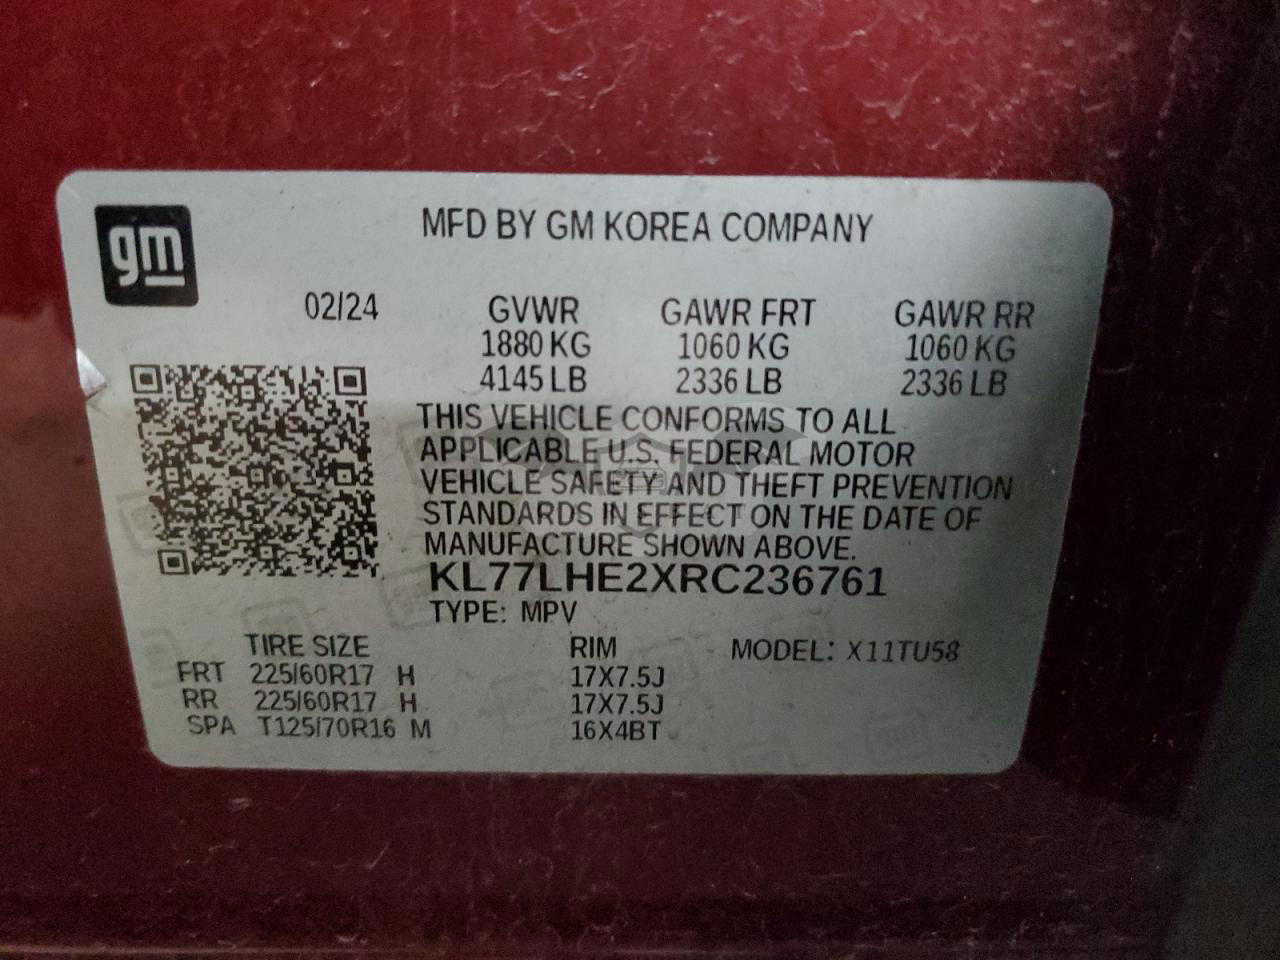 gm
MFD BY GM KOREA COMPANY
02/24 GVWR GAWR FRT GAWR RR
1880 KG 1060 KG 1060 KG
4145 LB 2336 LB 2336 LB
THIS VEHICLE CONFORMS TO ALL
APPLICABLE U.S. FEDERAL MOTOR
VEHICLE SAFETY AND THEFT PREVENTION
STANDARDS IN EFFECT ON THE DATE OF
MANUFACTURE SHOWN ABOVE.
KL77LHE2XRC236761
TYPE: MPV
TIRE SIZE RIM MODEL: X11TU58
FRT 225/60R17 H 17X7.5J
RR 225/60R17 H 17X7.5J
SPA T125/70R16 M 16X4BT